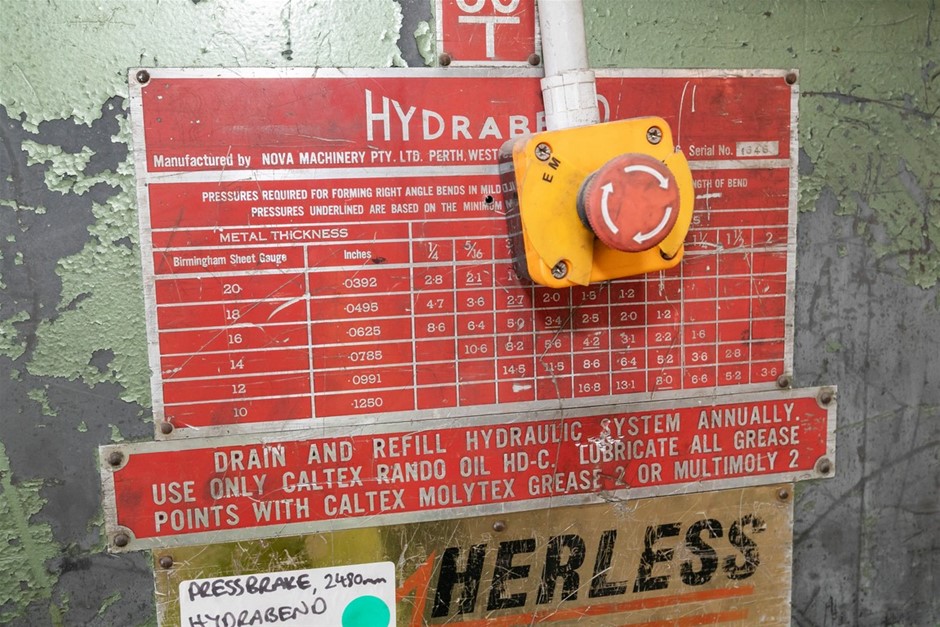 T
HYDRABEND
Manufactured by NOVA MACHINERY PTY. LTD. PERTH, WEST Serial No.
PRESSURES REQUIRED FOR FORMING RIGHT ANGLE BENDS IN MILD OF BEND
PRESSURES UNDERLINED ARE BASED ON THE MINIMUM
EM
METAL THICKNESS
Birmingham Sheet Gauge Inches 1/4 5/16 1 1/4 1 1/2 2
20 .0392 2.8 2.1
18 .0495 4.7 3.6 2.7 2.0 1.5 1.2
16 .0625 8.6 6.4 5.0 3.4 2.5 2.0 1.2
14 .0785 10.6 8.2 5.6 4.2 3.1 2.2 1.6
12 .0991 14.5 11.5 8.6 6.4 5.2 3.6 2.8
10 .1250 16.8 13.1 8.0 6.6 5.2 3.6
DRAIN AND REFILL HYDRAULIC SYSTEM ANNUALLY.
USE ONLY CALTEX RANDO OIL HD-C. LUBRICATE ALL GREASE
POINTS WITH CALTEX MOLYTEX GREASE 2 OR MULTIMOLY 2
HERLESS
PRESSBRAKE, 2480mm
HYDRABEND